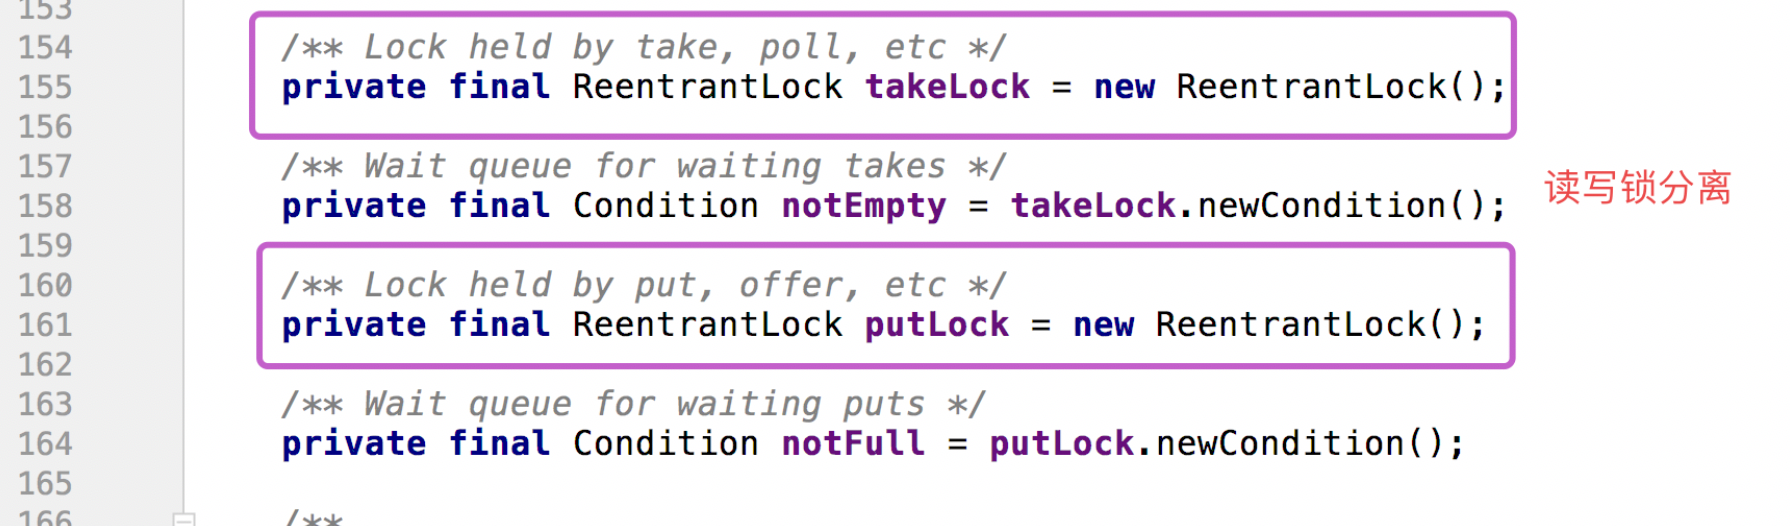 153
154 /** Lock held by take, poll, etc */
155 private final ReentrantLock takeLock = new ReentrantLock();
156
157 /** Wait queue for waiting takes */
158 private final Condition notEmpty = takeLock.newCondition();
读写锁分离
159
160 /** Lock held by put, offer, etc */
161 private final ReentrantLock putLock = new ReentrantLock();
162
163 /** Wait queue for waiting puts */
164 private final Condition notFull = putLock.newCondition();
165
166 /**